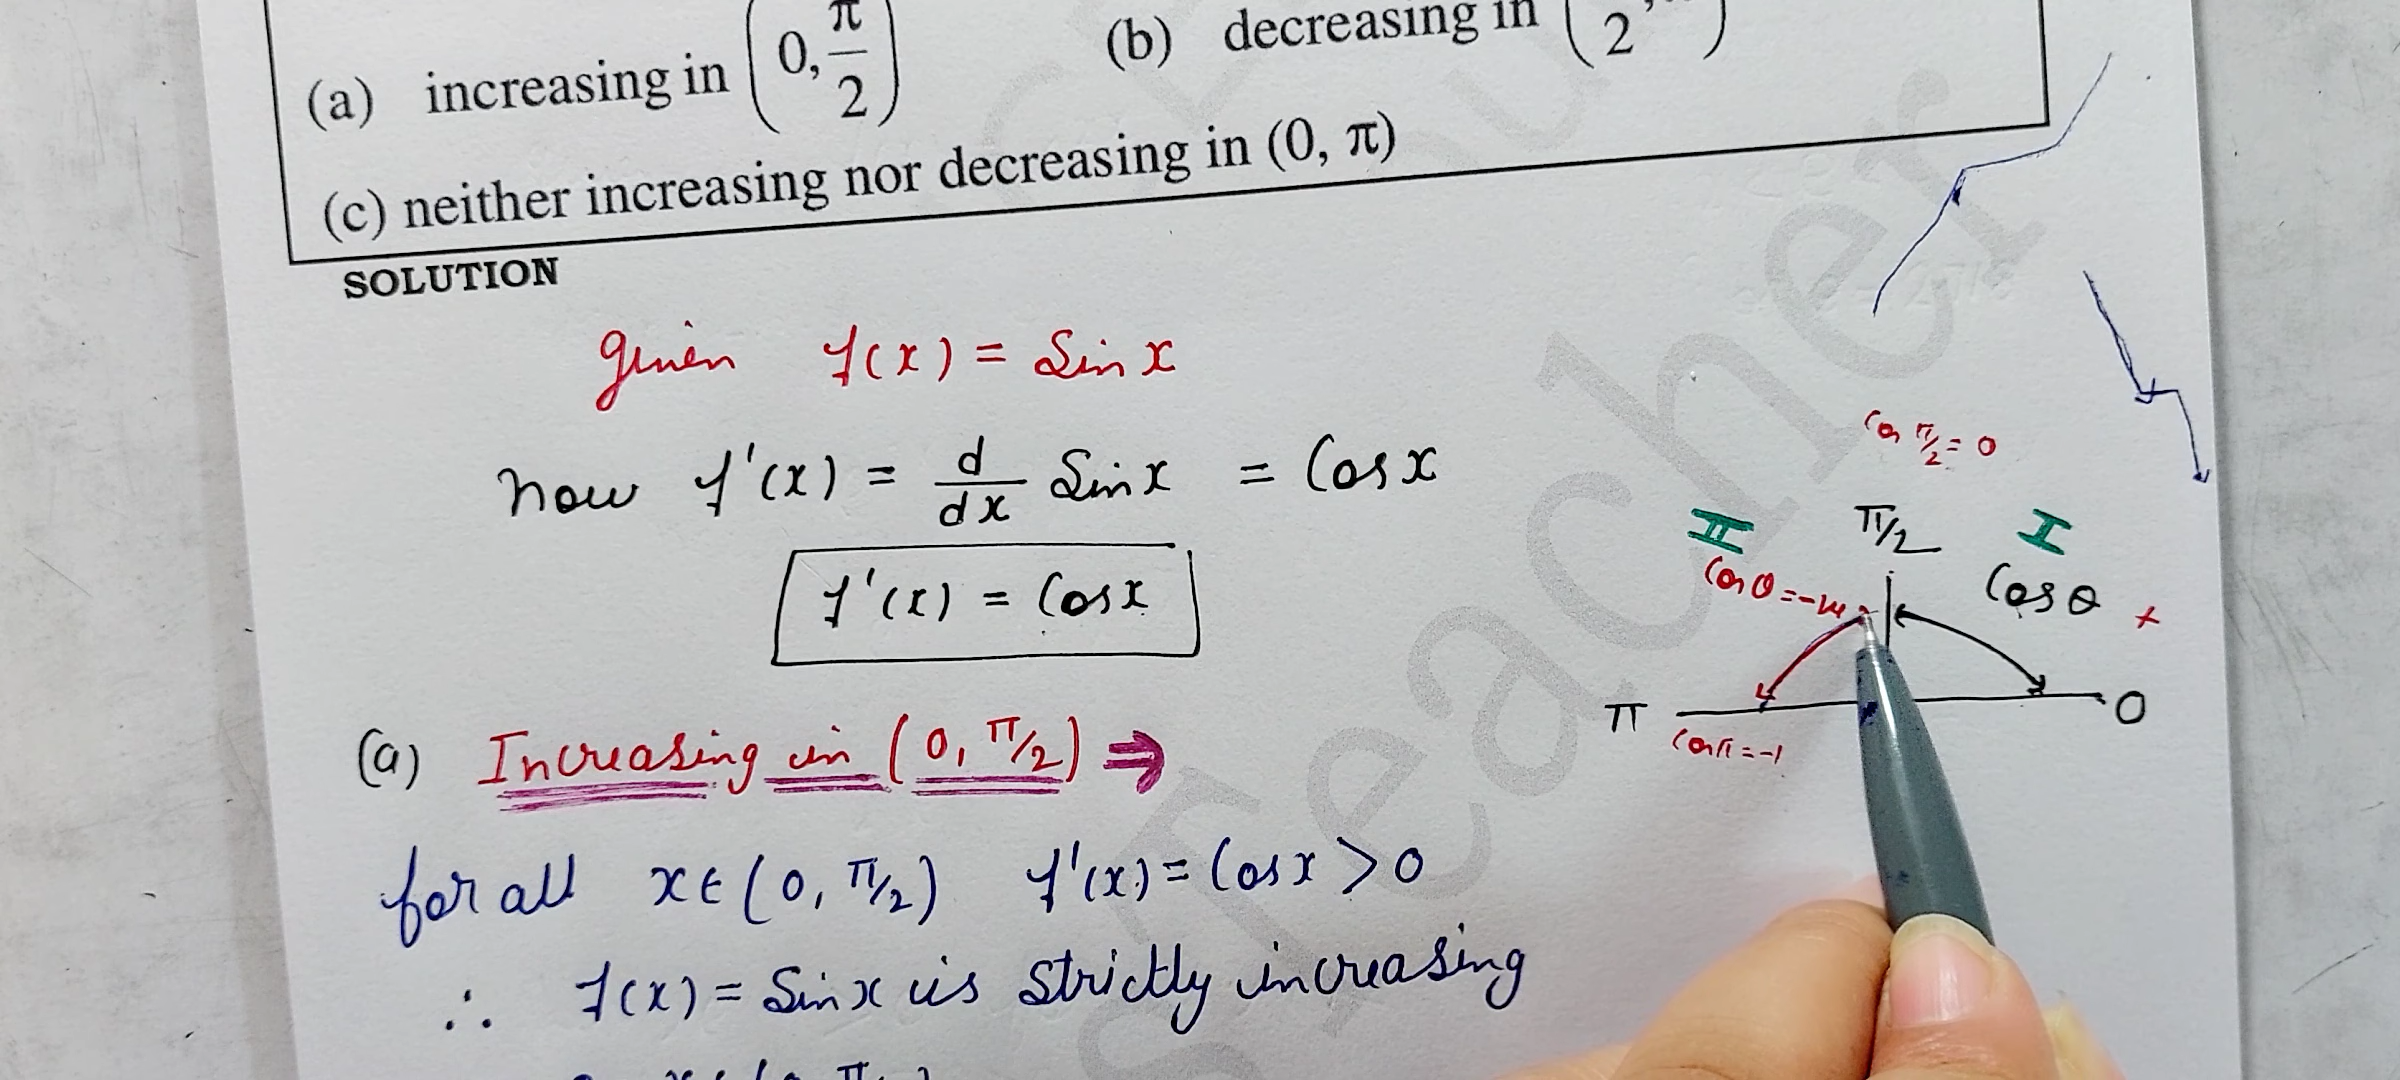 (a) increasing in (0, π/2) (b) decreasing in (π/2, π)
(c) neither increasing nor decreasing in (0, π)
SOLUTION
given f(x) = Sin x
now f'(x) = d/dx Sin x = Cos x
f'(x) = Cos x
(a) Increasing in (0, π/2) ⇒
for all x ∈ (0, π/2) f'(x) = Cos x > 0
∴ f(x) = Sin x is strictly increasing
Cos π/2 = 0
II π/2 I
Cos θ = -ve Cos θ +
π 0
Cos π = -1
Teacher